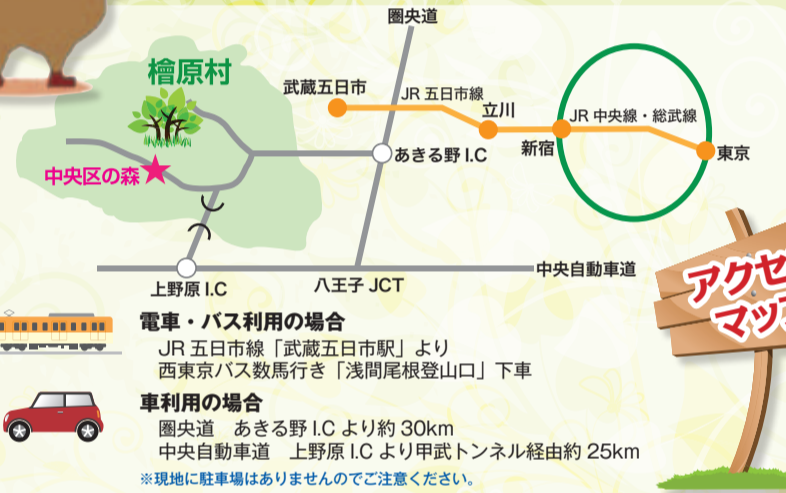 圏央道
檜原村
武蔵五日市
JR 五日市線
立川
JR 中央線・総武線
新宿
東京
あきる野 I.C
中央区の森
上野原 I.C
八王子 JCT
中央自動車道
アクセ
マップ
電車・バス利用の場合
JR 五日市線「武蔵五日市駅」より
西東京バス数馬行き「浅間尾根登山口」下車
車利用の場合
圏央道　あきる野 I.C より約 30km
中央自動車道　上野原 I.C より甲武トンネル経由約 25km
※現地に駐車場はありませんのでご注意ください。